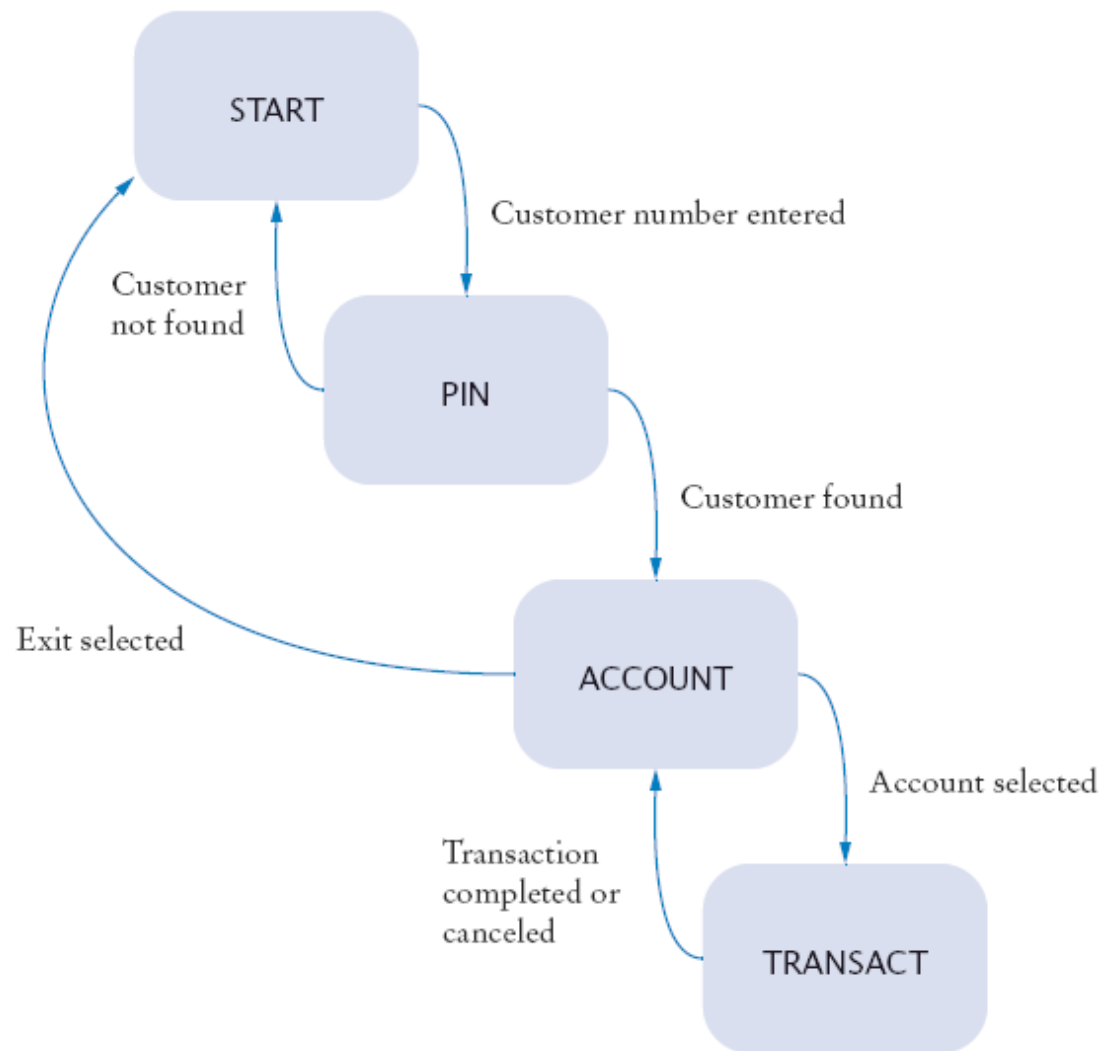 START
Customer number entered
Customer
not found
PIN
Customer found
Exit selected
ACCOUNT
Account selected
Transaction
completed or
canceled
TRANSACT